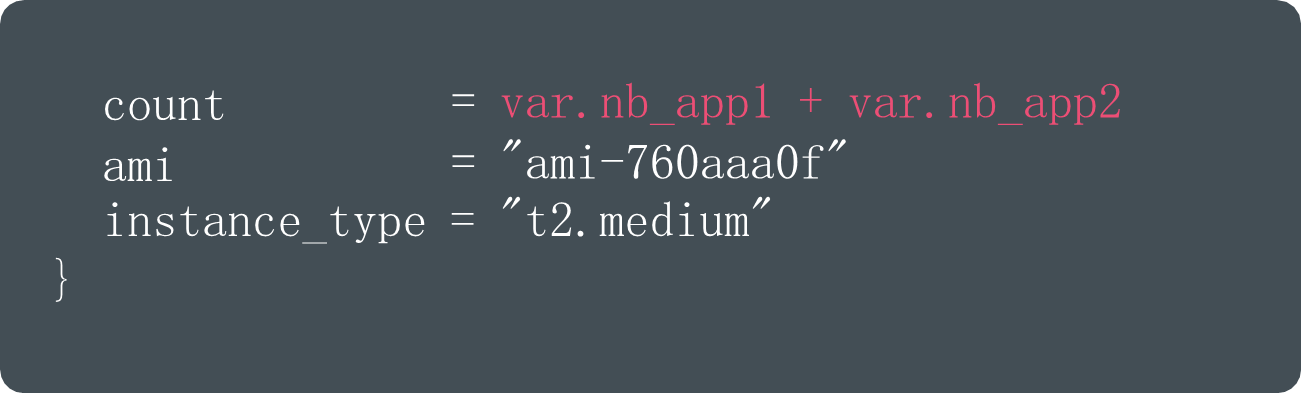 count         = var.nb_app1 + var.nb_app2
ami           = "ami-760aaa0f"
instance_type = "t2.medium"
}